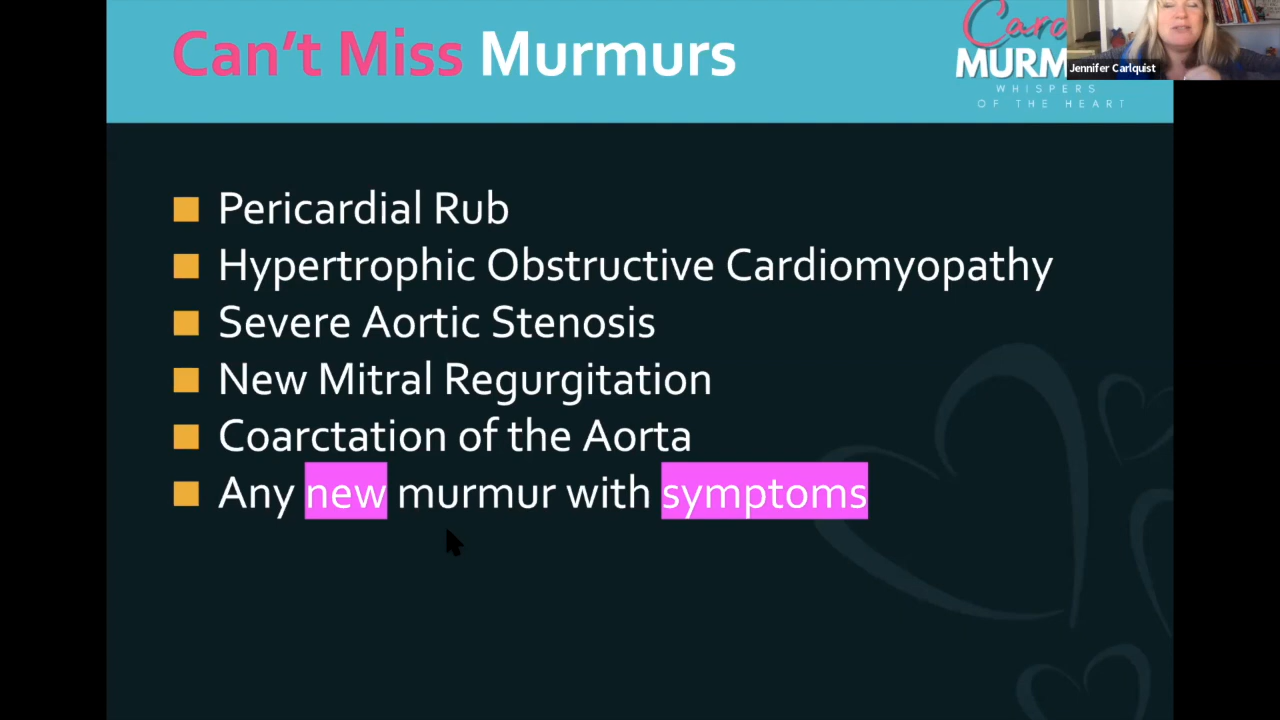 Can't Miss Murmurs
WHISPERS
OF THE HEART
Jennifer Carlquist
Pericardial Rub
Hypertrophic Obstructive Cardiomyopathy
Severe Aortic Stenosis
New Mitral Regurgitation
Coarctation of the Aorta
Any new murmur with symptoms